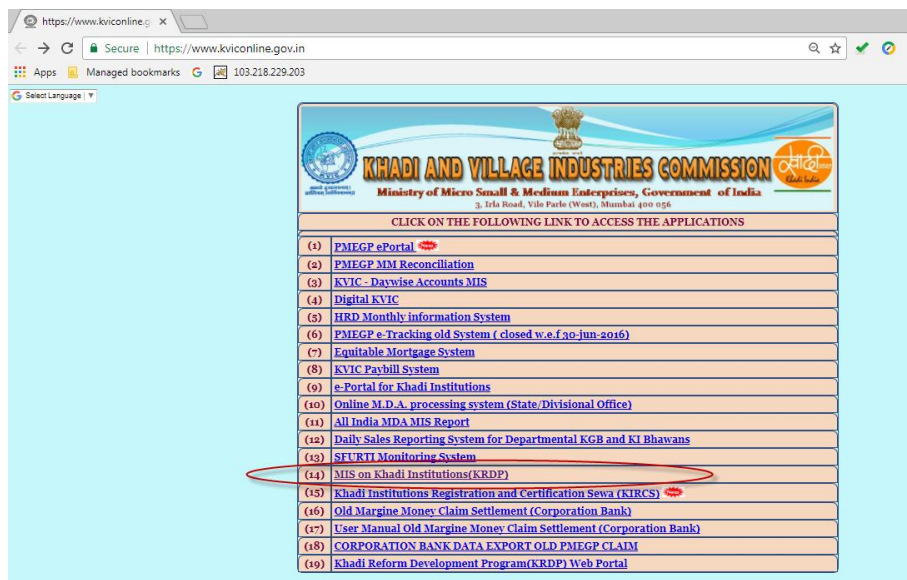 https://www.kviconline.g
Secure https://www.kviconline.gov.in
Apps Managed bookmarks 103.218.229.203
Select Language
KHADI AND VILLAGE INDUSTRIES COMMISSION
Ministry of Micro Small & Medium Enterprises, Government of India
3, Irla Road, Vile Parle (West), Mumbai 400 056
CLICK ON THE FOLLOWING LINK TO ACCESS THE APPLICATIONS
(1) PMEGP ePortal
(2) PMEGP MM Reconciliation
(3) KVIC - Daywise Accounts MIS
(4) Digital KVIC
(5) HRD Monthly information System
(6) PMEGP e-Tracking old System ( closed w.e.f 30-jun-2016)
(7) Equitable Mortgage System
(8) KVIC Paybill System
(9) e-Portal for Khadi Institutions
(10) Online M.D.A. processing system (State/Divisional Office)
(11) All India MDA MIS Report
(12) Daily Sales Reporting System for Departmental KGB and KI Bhawans
(13) SFURTI Monitoring System
(14) MIS on Khadi Institutions(KRDP)
(15) Khadi Institutions Registration and Certification Sewa (KIRCS)
(16) Old Margine Money Claim Settlement (Corporation Bank)
(17) User Manual Old Margine Money Claim Settlement (Corporation Bank)
(18) CORPORATION BANK DATA EXPORT OLD PMEGP CLAIM
(19) Khadi Reform Development Program(KRDP) Web Portal